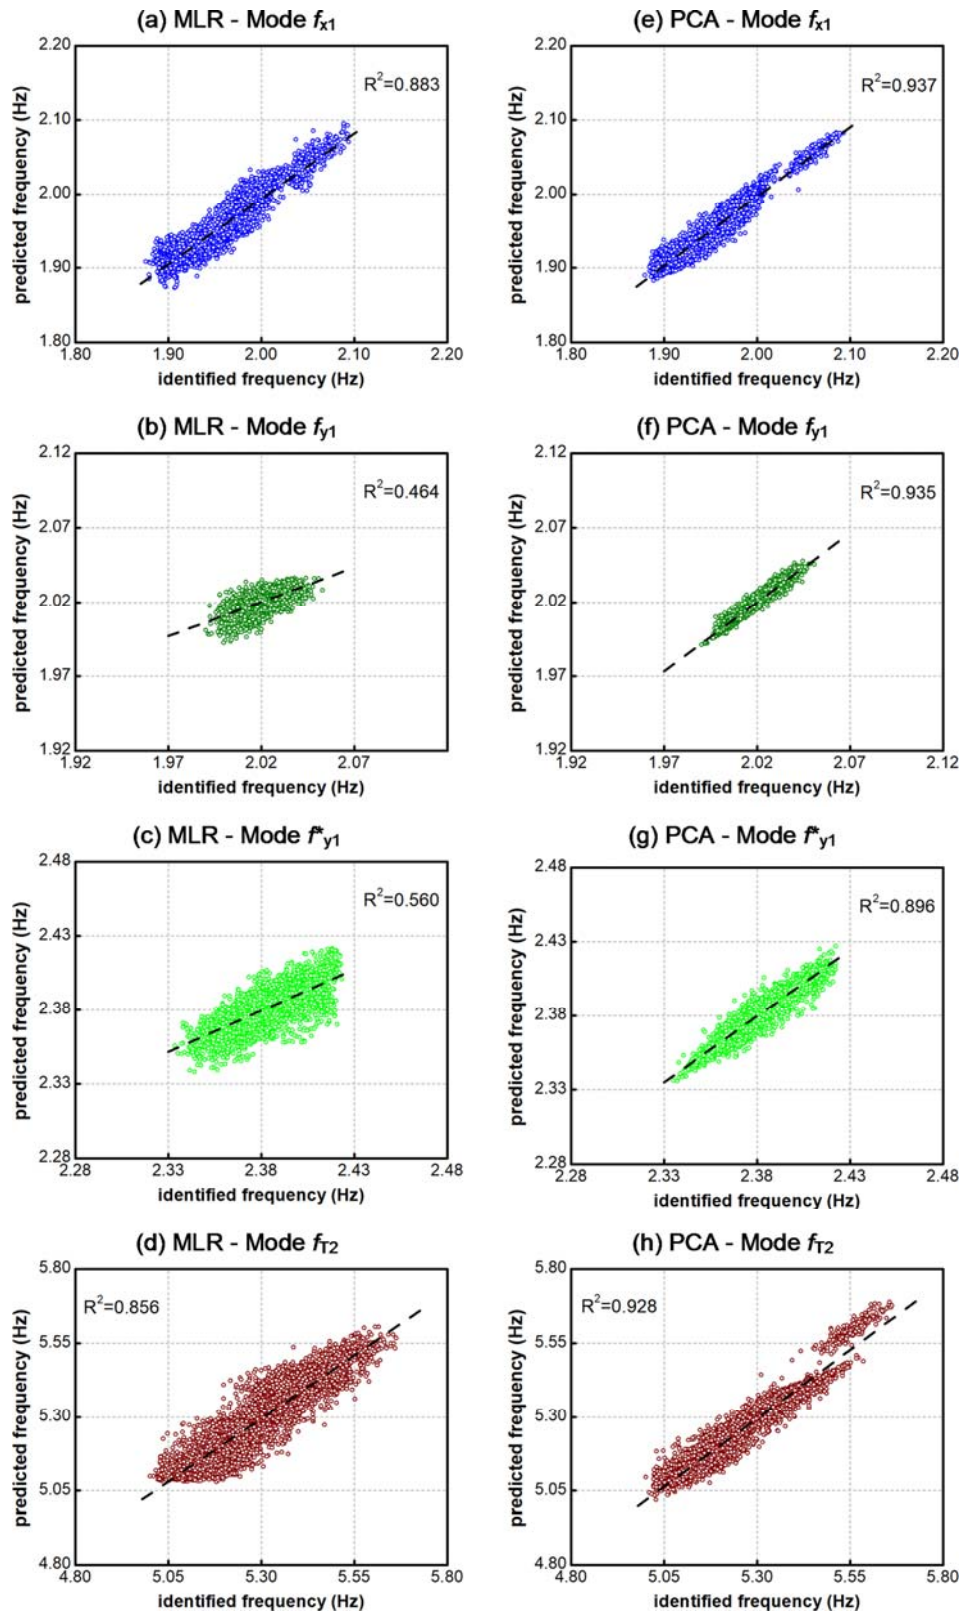 (a) MLR - Mode fx1
2.20
2.10
2.00
1.90
1.80
predicted frequency (Hz)
R²=0.883
1.80 1.90 2.00 2.10 2.20
identified frequency (Hz)
(e) PCA - Mode fx1
2.20
2.10
2.00
1.90
1.80
predicted frequency (Hz)
R²=0.937
1.80 1.90 2.00 2.10 2.20
identified frequency (Hz)
(b) MLR - Mode fy1
2.12
2.07
2.02
1.97
1.92
predicted frequency (Hz)
R²=0.464
1.92 1.97 2.02 2.07
identified frequency (Hz)
(f) PCA - Mode fy1
2.12
2.07
2.02
1.97
1.92
predicted frequency (Hz)
R²=0.935
1.92 1.97 2.02 2.07 2.12
identified frequency (Hz)
(c) MLR - Mode f*y1
2.48
2.43
2.38
2.33
2.28
predicted frequency (Hz)
R²=0.560
2.28 2.33 2.38 2.43 2.48
identified frequency (Hz)
(g) PCA - Mode f*y1
2.48
2.43
2.38
2.33
2.28
predicted frequency (Hz)
R²=0.896
2.28 2.33 2.38 2.43 2.48
identified frequency (Hz)
(d) MLR - Mode fT2
5.80
5.55
5.30
5.05
4.80
predicted frequency (Hz)
R²=0.856
4.80 5.05 5.30 5.55 5.80
identified frequency (Hz)
(h) PCA - Mode fT2
5.80
5.55
5.30
5.05
4.80
predicted frequency (Hz)
R²=0.928
4.80 5.05 5.30 5.55 5.80
identified frequency (Hz)